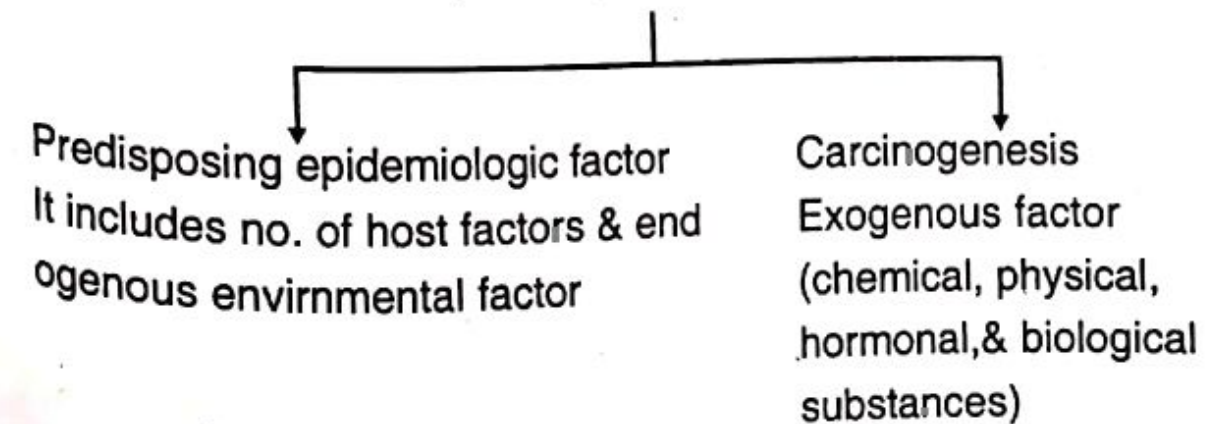 Predisposing epidemiologic factor
It includes no. of host factors & end
ogenous envirnmental factor
Carcinogenesis
Exogenous factor
(chemical, physical,
hormonal,& biological
substances)